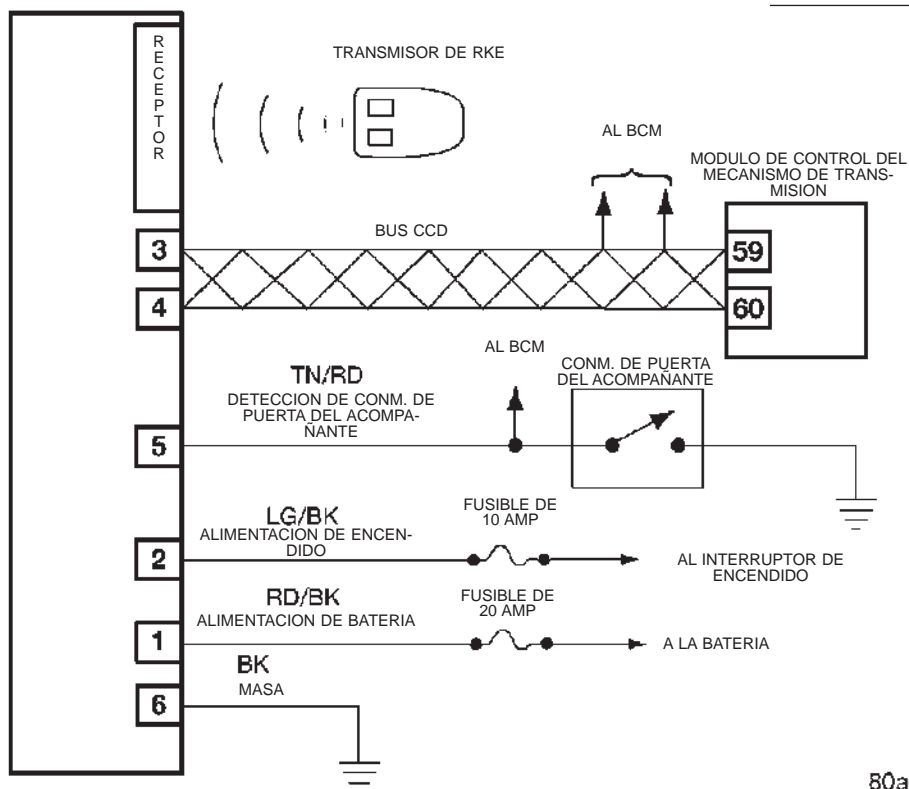 RECEPTOR
TRANSMISOR DE RKE
AL BCM
MODULO DE CONTROL DEL
MECANISMO DE TRANS-
MISION
BUS CCD
3
59
4
60
AL BCM
CONM. DE PUERTA
DEL ACOMPAÑANTE
TN/RD
DETECCION DE CONM. DE
PUERTA DEL ACOMPA-
ÑANTE
5
LG/BK
ALIMENTACION DE ENCEN-
DIDO
FUSIBLE DE
10 AMP
2
AL INTERRUPTOR DE
ENCENDIDO
RD/BK
ALIMENTACION DE BATERIA
FUSIBLE DE
20 AMP
1
A LA BATERIA
BK
MASA
6
80a